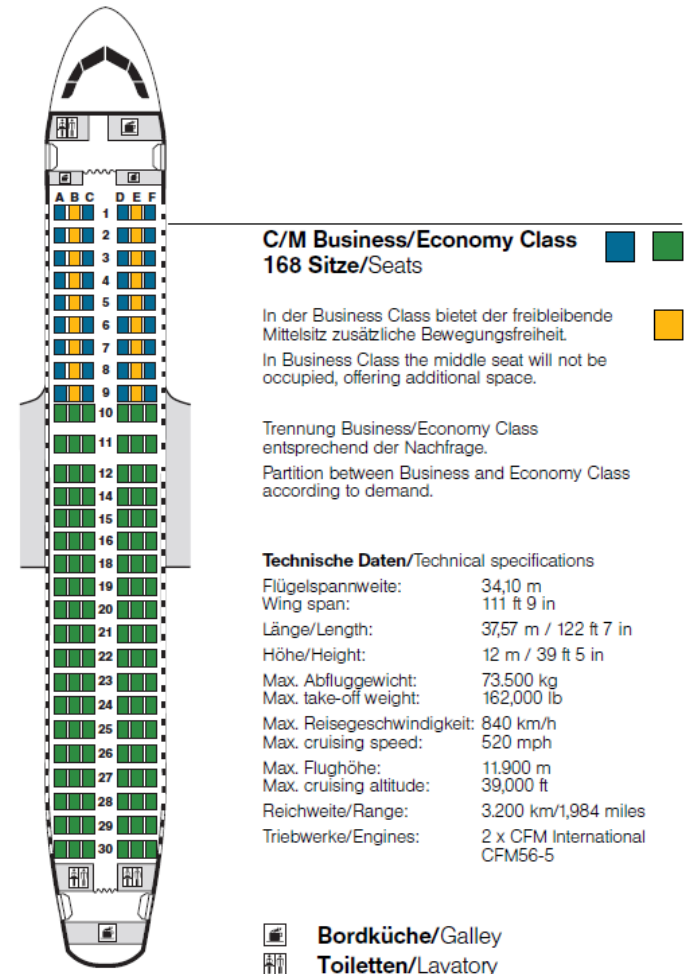 A B C D E F
1
2
3
4
5
6
7
8
9
10
11
12
14
15
16
18
19
20
21
22
23
24
25
26
27
28
29
30
C/M Business/Economy Class
168 Sitze/Seats
In der Business Class bietet der freibleibende
Mittelsitz zusätzliche Bewegungsfreiheit.
In Business Class the middle seat will not be
occupied, offering additional space.
Trennung Business/Economy Class
entsprechend der Nachfrage.
Partition between Business and Economy Class
according to demand.
Technische Daten/Technical specifications
Flügelspannweite: 34,10 m
Wing span: 111 ft 9 in
Länge/Length: 37,57 m / 122 ft 7 in
Höhe/Height: 12 m / 39 ft 5 in
Max. Abfluggewicht: 73.500 kg
Max. take-off weight: 162,000 lb
Max. Reisegeschwindigkeit: 840 km/h
Max. cruising speed: 520 mph
Max. Flughöhe: 11.900 m
Max. cruising altitude: 39,000 ft
Reichweite/Range: 3.200 km/1,984 miles
Triebwerke/Engines: 2 x CFM International
CFM56-5
Bordküche/Galley
Toiletten/Lavatory